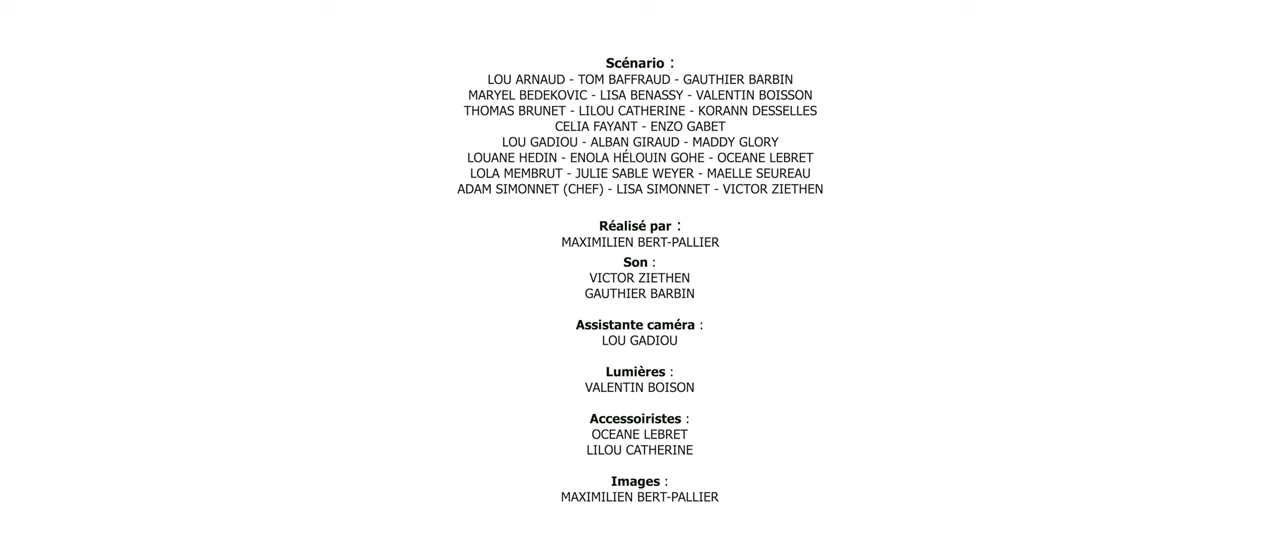 Scénario :
LOU ARNAUD - TOM BAFFRAUD - GAUTHIER BARBIN
MARYEL BEDEKOVIC - LISA BENASSY - VALENTIN BOISSON
THOMAS BRUNET - LILOU CATHERINE - KORANN DESSELLES
CELIA FAYANT - ENZO GABET
LOU GADIOU - ALBAN GIRAUD - MADDY GLORY
LOUANE HEDIN - ENOLA HÉLOUIN GOHE - OCEANE LEBRET
LOLA MEMBRUT - JULIE SABLE WEYER - MAELLE SEUREAU
ADAM SIMONNET (CHEF) - LISA SIMONNET - VICTOR ZIETHEN
Réalisé par :
MAXIMILIEN BERT-PALLIER
Son :
VICTOR ZIETHEN
GAUTHIER BARBIN
Assistante caméra :
LOU GADIOU
Lumières :
VALENTIN BOISON
Accessoiristes :
OCEANE LEBRET
LILOU CATHERINE
Images :
MAXIMILIEN BERT-PALLIER